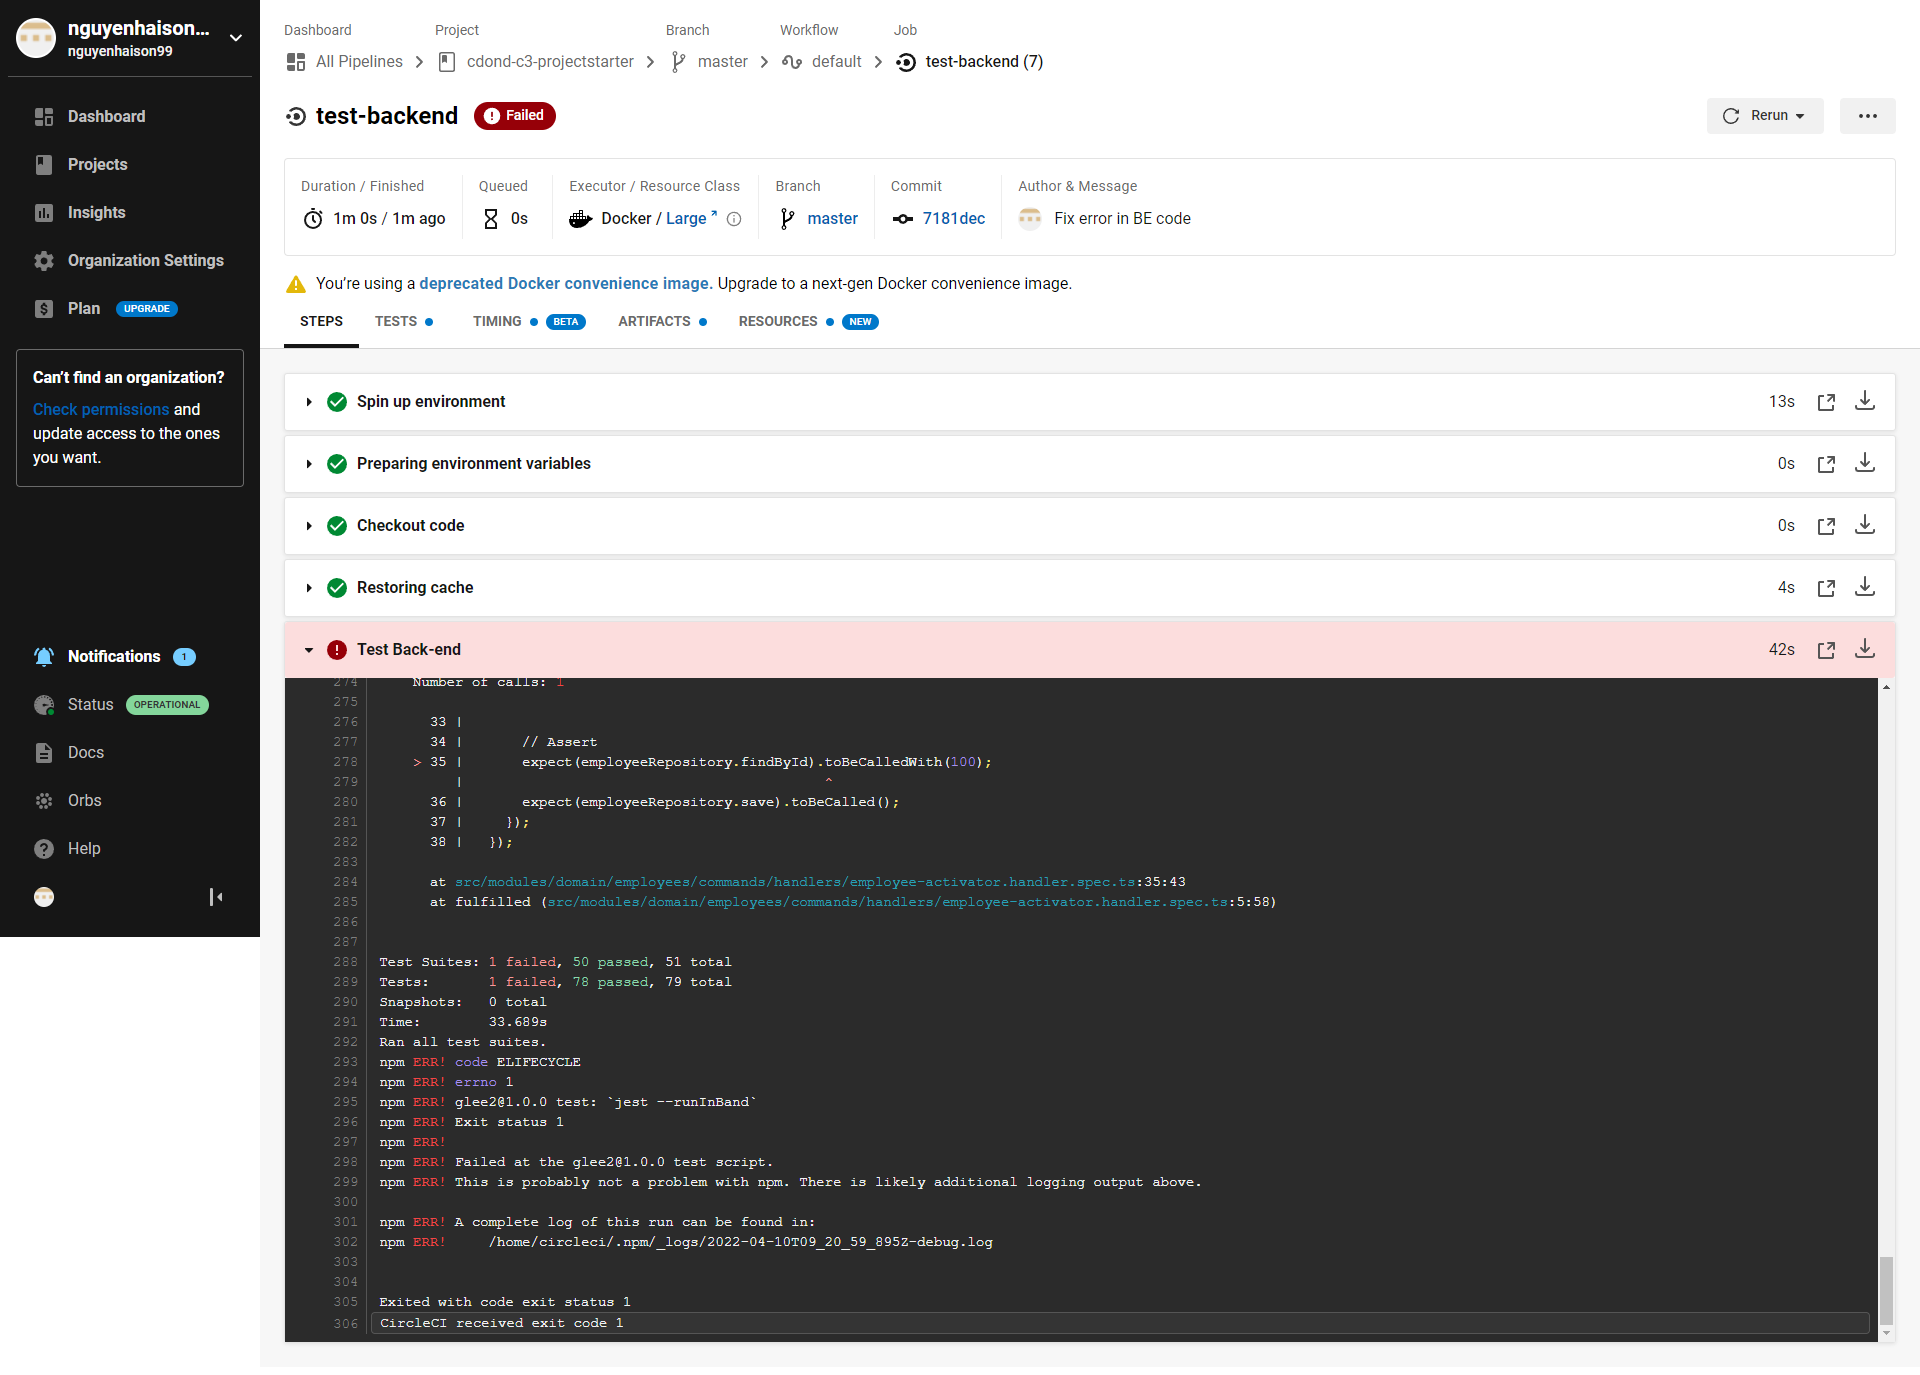 nguyenhaison...
nguyenhaison99
Dashboard
Projects
Insights
Organization Settings
Plan UPGRADE
Can't find an organization?
Check permissions and
update access to the ones
you want.
Notifications 1
Status OPERATIONAL
Docs
Orbs
Help
Dashboard Project Branch Workflow Job
All Pipelines cdond-c3-projectstarter master default test-backend (7)
test-backend Failed
Rerun
Duration / Finished Queued Executor / Resource Class Branch Commit Author & Message
1m 0s / 1m ago 0s Docker / Large master 7181dec Fix error in BE code
You're using a deprecated Docker convenience image. Upgrade to a next-gen Docker convenience image.
STEPS TESTS TIMING BETA ARTIFACTS RESOURCES NEW
Spin up environment 13s
Preparing environment variables 0s
Checkout code 0s
Restoring cache 4s
Test Back-end 42s
274 Number of calls: 1
275
276 33 |
277 34 | // Assert
278 > 35 | expect(employeeRepository.findById).toBeCalledWith(100);
279 | ^
280 36 | expect(employeeRepository.save).toBeCalled();
281 37 | });
282 38 | });
283
284 at src/modules/domain/employees/commands/handlers/employee-activator.handler.spec.ts:35:43
285 at fulfilled (src/modules/domain/employees/commands/handlers/employee-activator.handler.spec.ts:5:58)
286
287
288 Test Suites: 1 failed, 50 passed, 51 total
289 Tests: 1 failed, 78 passed, 79 total
290 Snapshots: 0 total
291 Time: 33.689s
292 Ran all test suites.
293 npm ERR! code ELIFECYCLE
294 npm ERR! errno 1
295 npm ERR! glee2@1.0.0 test: `jest --runInBand`
296 npm ERR! Exit status 1
297 npm ERR!
298 npm ERR! Failed at the glee2@1.0.0 test script.
299 npm ERR! This is probably not a problem with npm. There is likely additional logging output above.
300
301 npm ERR! A complete log of this run can be found in:
302 npm ERR! /home/circleci/.npm/_logs/2022-04-10T09_20_59_895Z-debug.log
303
304
305 Exited with code exit status 1
306 CircleCI received exit code 1